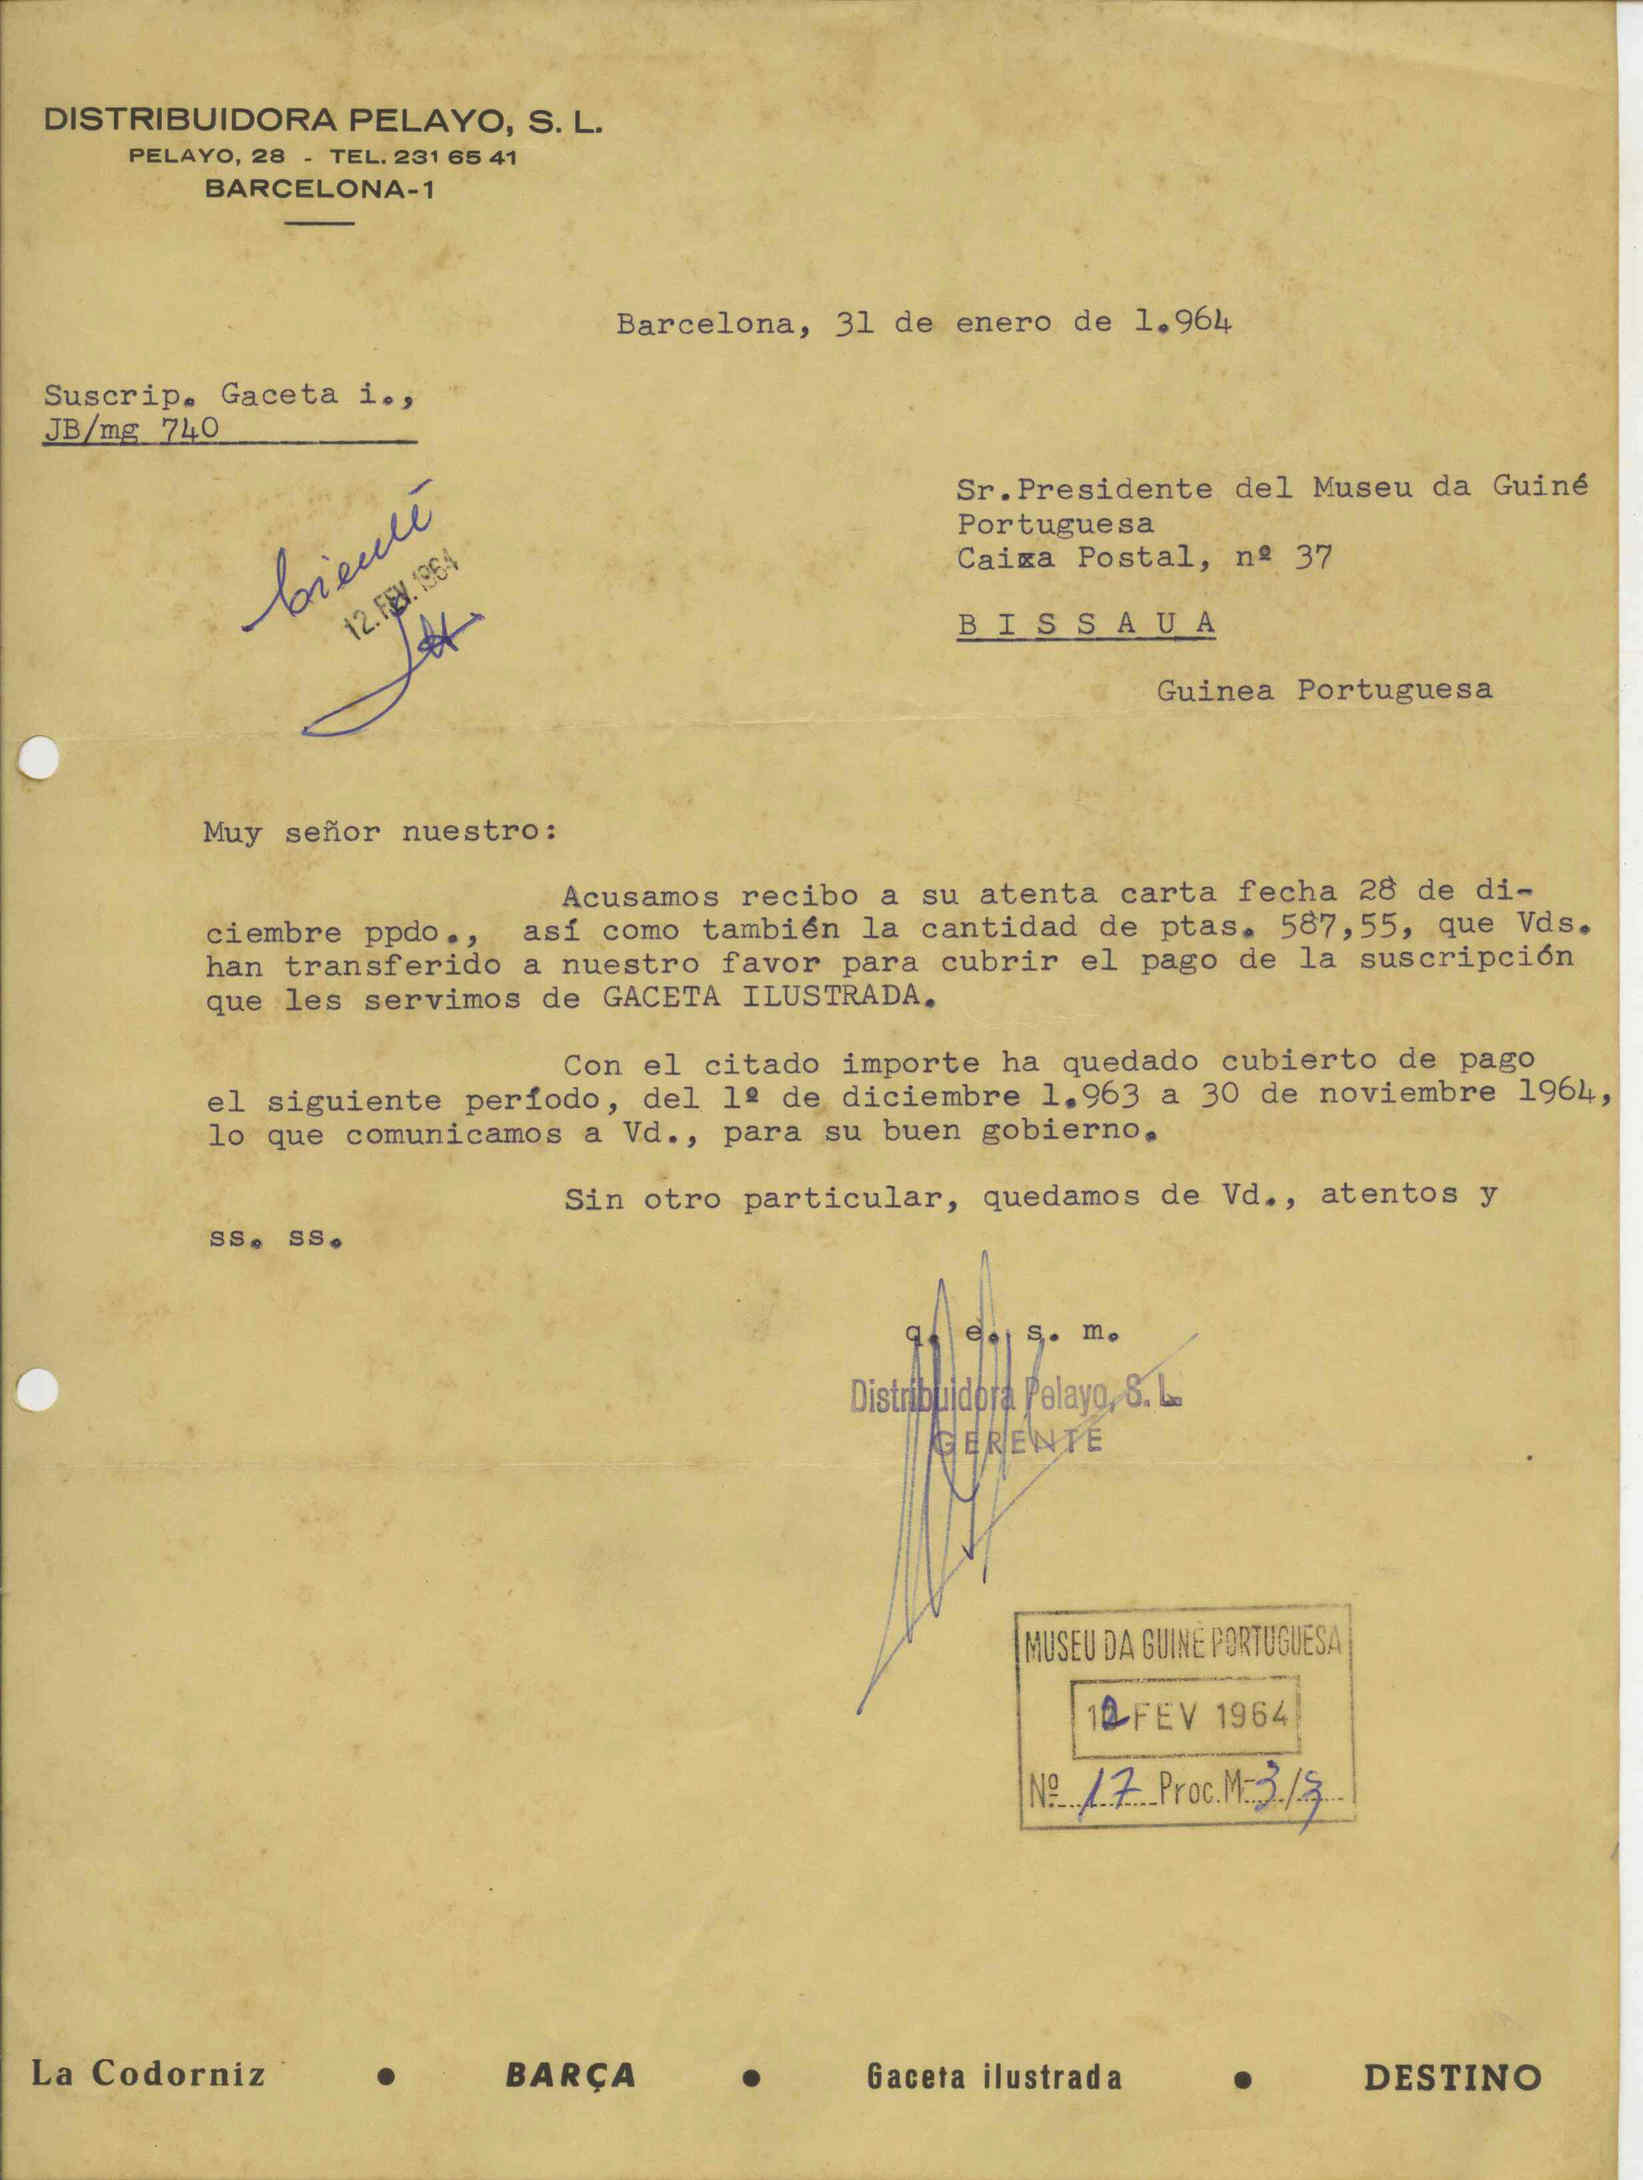 DISTRIBUIDORA PELAYO, S. L.
PELAYO, 28 - TEL. 231 65 41
BARCELONA-1
Barcelona, 31 de enero de 1.964
Suscrip. Gaceta i.,
JB/mg 740
Sr.Presidente del Museu da Guiné
Portuguesa
Caixa Postal, nº 37
B I S S A U A
Guinea Portuguesa
12. FEV. 1964
Muy señor nuestro:
Acusamos recibo a su atenta carta fecha 28 de di-
ciembre ppdo., así como también la cantidad de ptas. 587,55, que Vds.
han transferido a nuestro favor para cubrir el pago de la suscripción
que les servimos de GACETA ILUSTRADA.
Con el citado importe ha quedado cubierto de pago
el siguiente período, del 1º de diciembre 1.963 a 30 de noviembre 1964,
lo que comunicamos a Vd., para su buen gobierno.
Sin otro particular, quedamos de Vd., atentos y
ss. ss.
q. e. s. m.
Distribuidora Pelayo, S. L.
GERENTE
MUSEU DA GUINÉ PORTUGUESA
12 FEV 1964
Nº 17 Proc. M-3/3
La Codorniz • BARÇA • Gaceta ilustrada • DESTINO